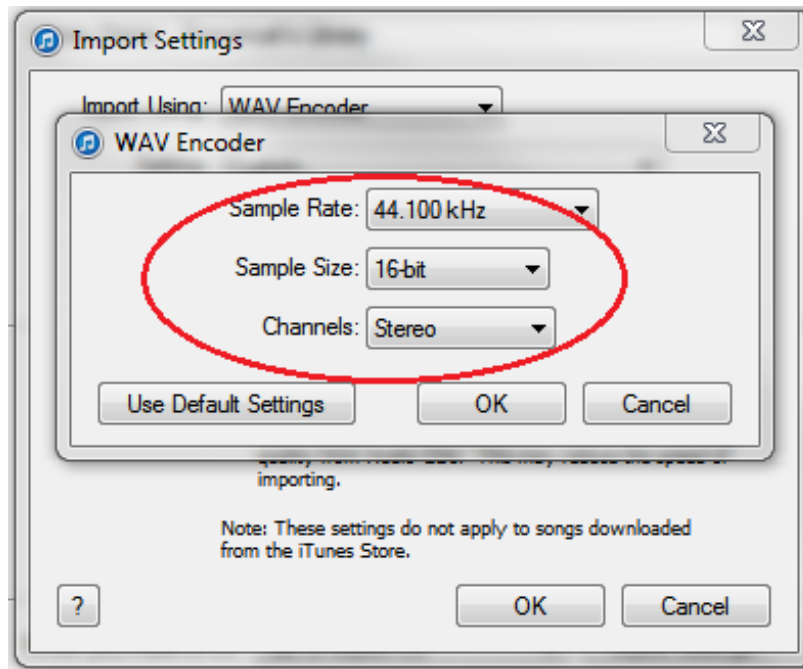 Import Settings
Import Using: WAV Encoder
WAV Encoder
Sample Rate: 44.100 kHz
Sample Size: 16-bit
Channels: Stereo
Use Default Settings OK Cancel
importing.
Note: These settings do not apply to songs downloaded
from the iTunes Store.
? OK Cancel